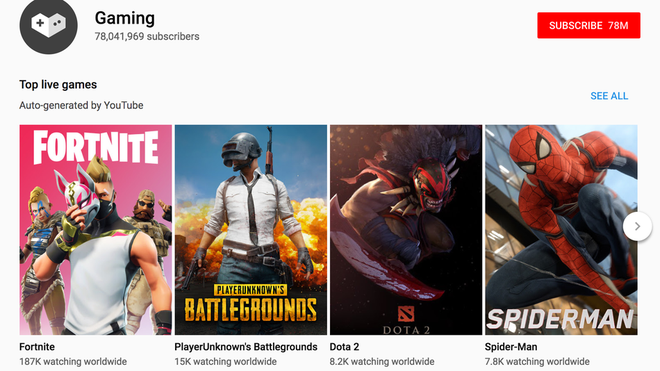 Gaming
78,041,969 subscribers
SUBSCRIBE 78M
Top live games
Auto-generated by YouTube
SEE ALL
FORTNITE
PLAYERUNKNOWN'S
BATTLEGROUNDS
DOTA 2
SPIDERMAN
Fortnite
187K watching worldwide
PlayerUnknown's Battlegrounds
15K watching worldwide
Dota 2
8.2K watching worldwide
Spider-Man
7.8K watching worldwide